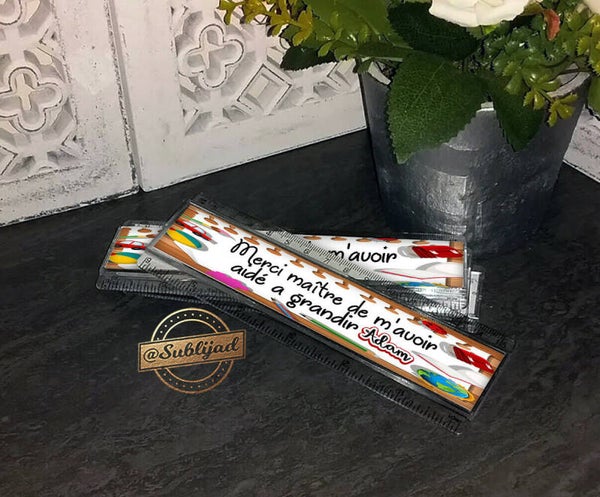 m'avoir
Merci maître de m'avoir
aidé a grandir Adam
@Sublijad